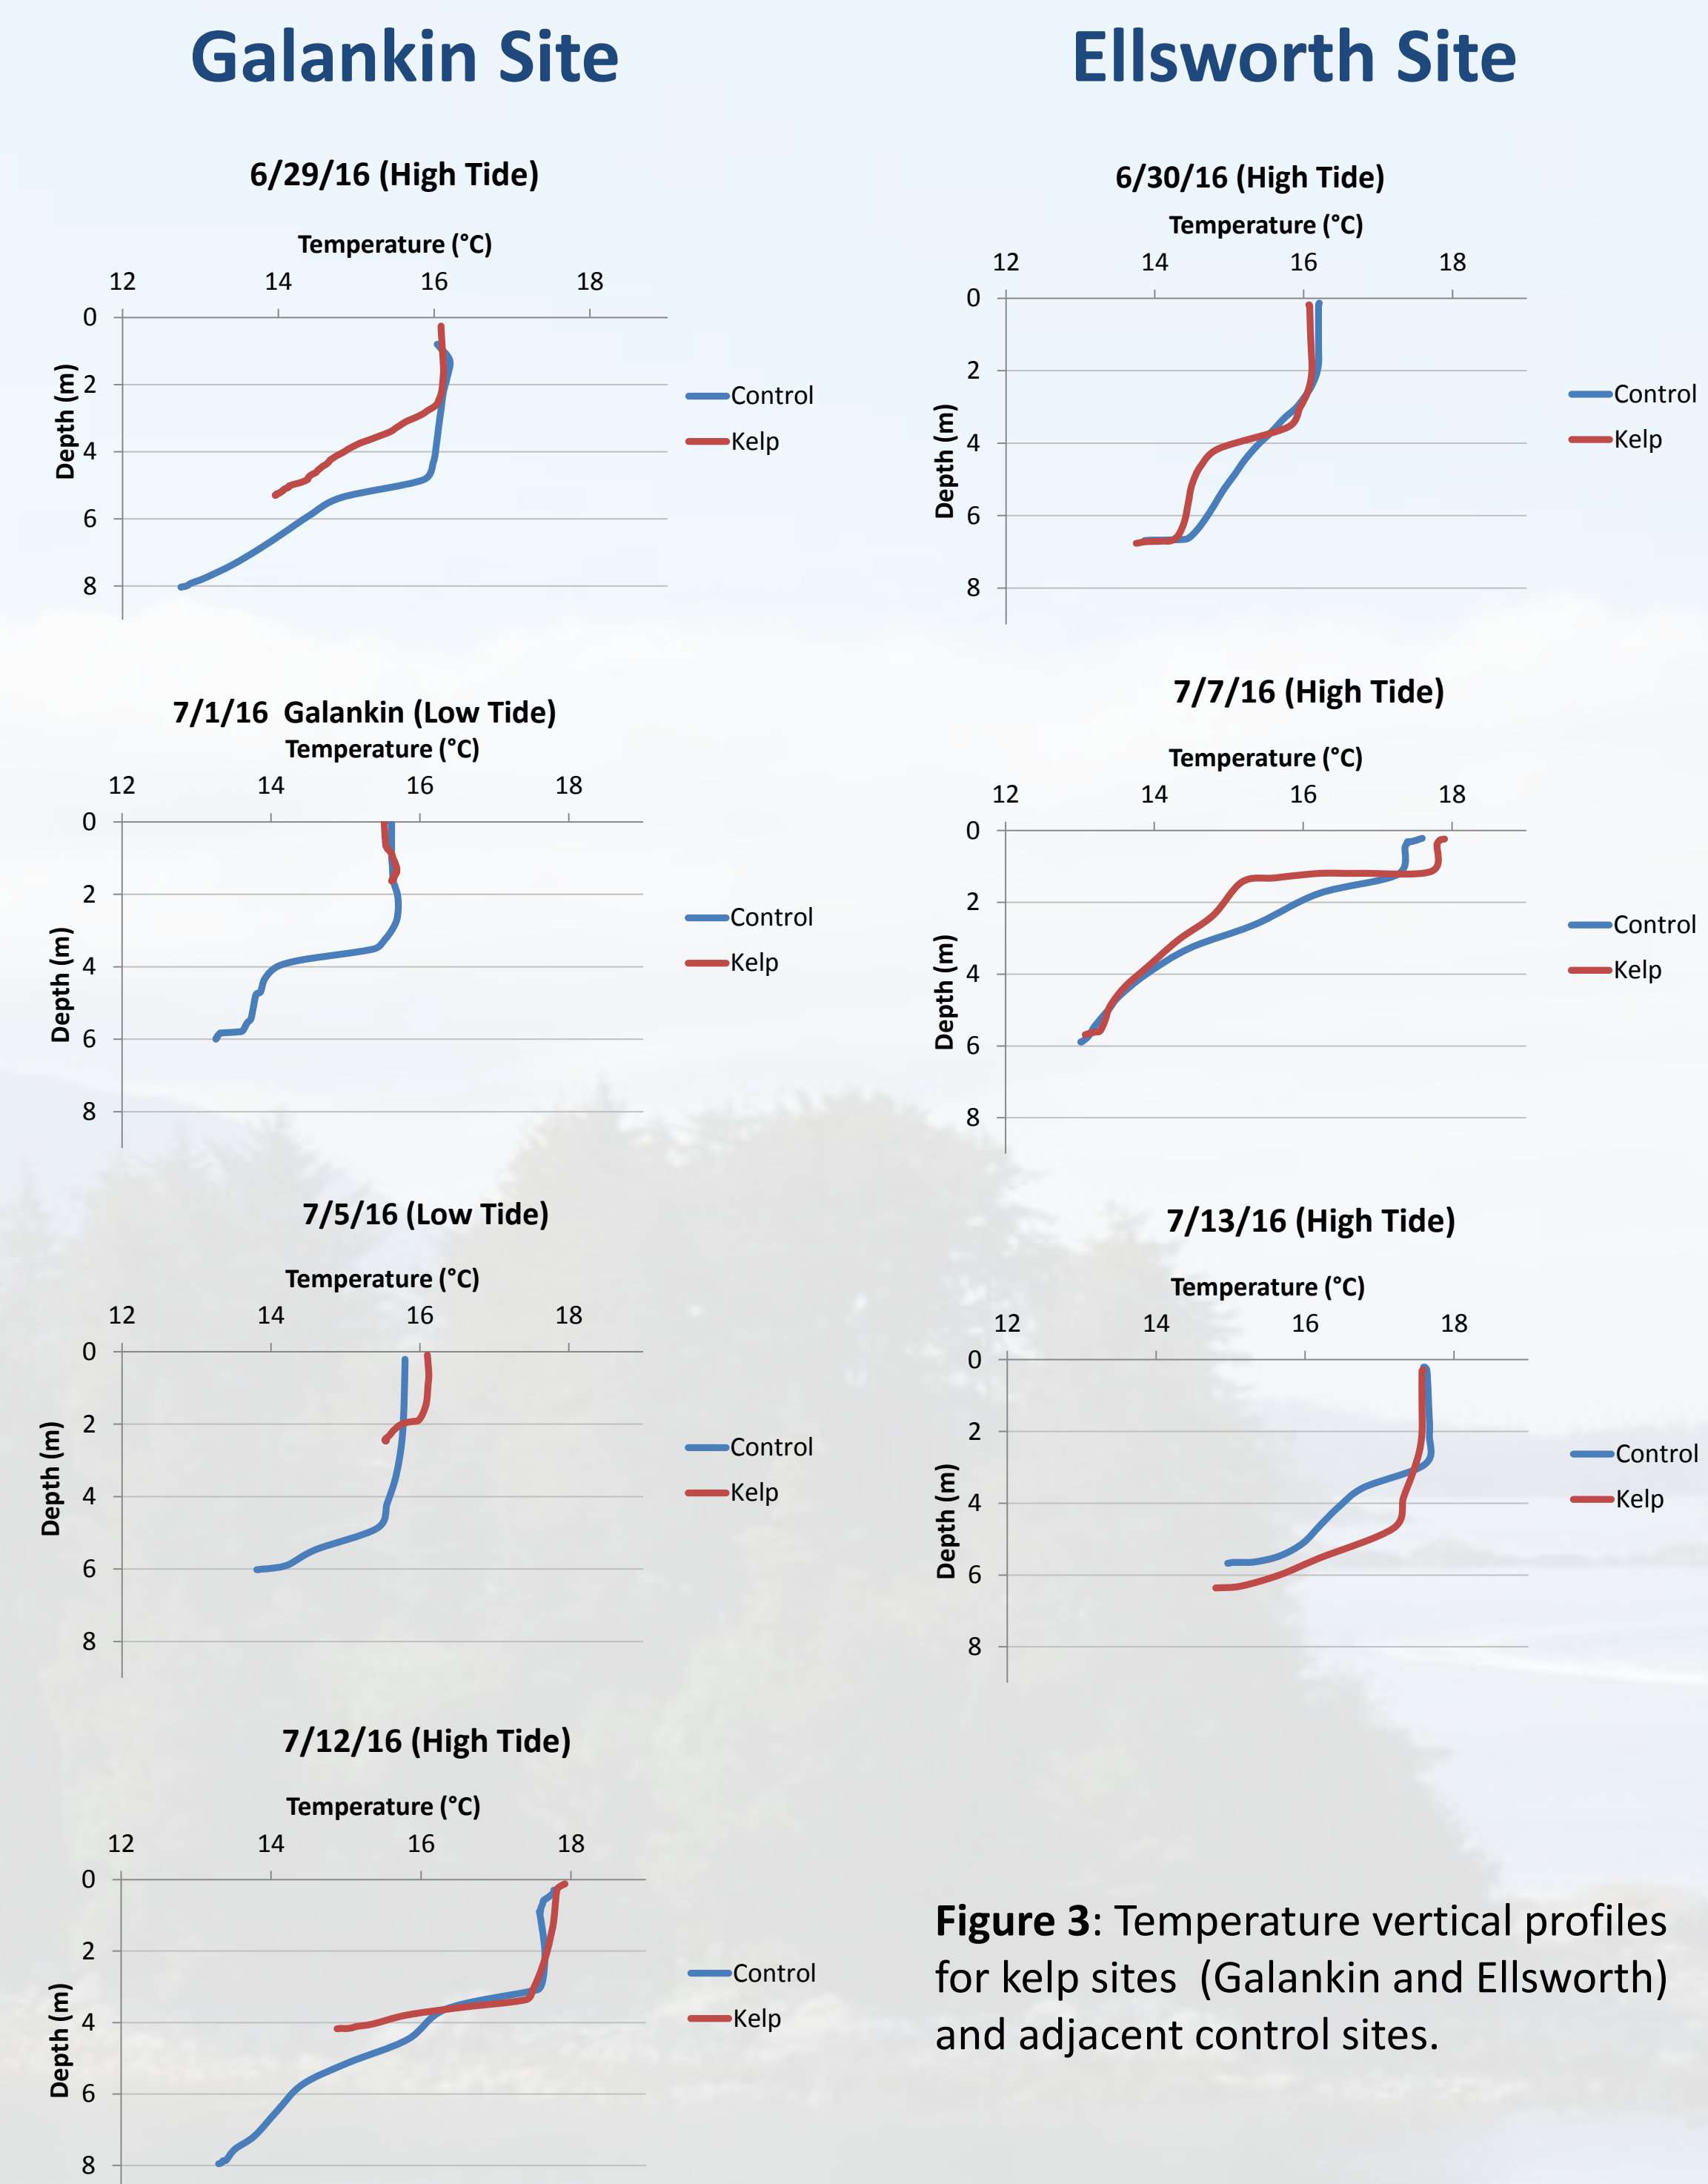 Galankin Site
6/29/16 (High Tide)
Temperature (°C)
12 14 16 18
0
2
4
6
8
Depth (m)
Control
Kelp
7/1/16 Galankin (Low Tide)
Temperature (°C)
12 14 16 18
0
2
4
6
8
Depth (m)
Control
Kelp
7/5/16 (Low Tide)
Temperature (°C)
12 14 16 18
0
2
4
6
8
Depth (m)
Control
Kelp
7/12/16 (High Tide)
Temperature (°C)
12 14 16 18
0
2
4
6
8
Depth (m)
Control
Kelp
Ellsworth Site
6/30/16 (High Tide)
Temperature (°C)
12 14 16 18
0
2
4
6
8
Depth (m)
Control
Kelp
7/7/16 (High Tide)
Temperature (°C)
12 14 16 18
0
2
4
6
8
Depth (m)
Control
Kelp
7/13/16 (High Tide)
Temperature (°C)
12 14 16 18
0
2
4
6
8
Depth (m)
Control
Kelp
Figure 3: Temperature vertical profiles
for kelp sites (Galankin and Ellsworth)
and adjacent control sites.